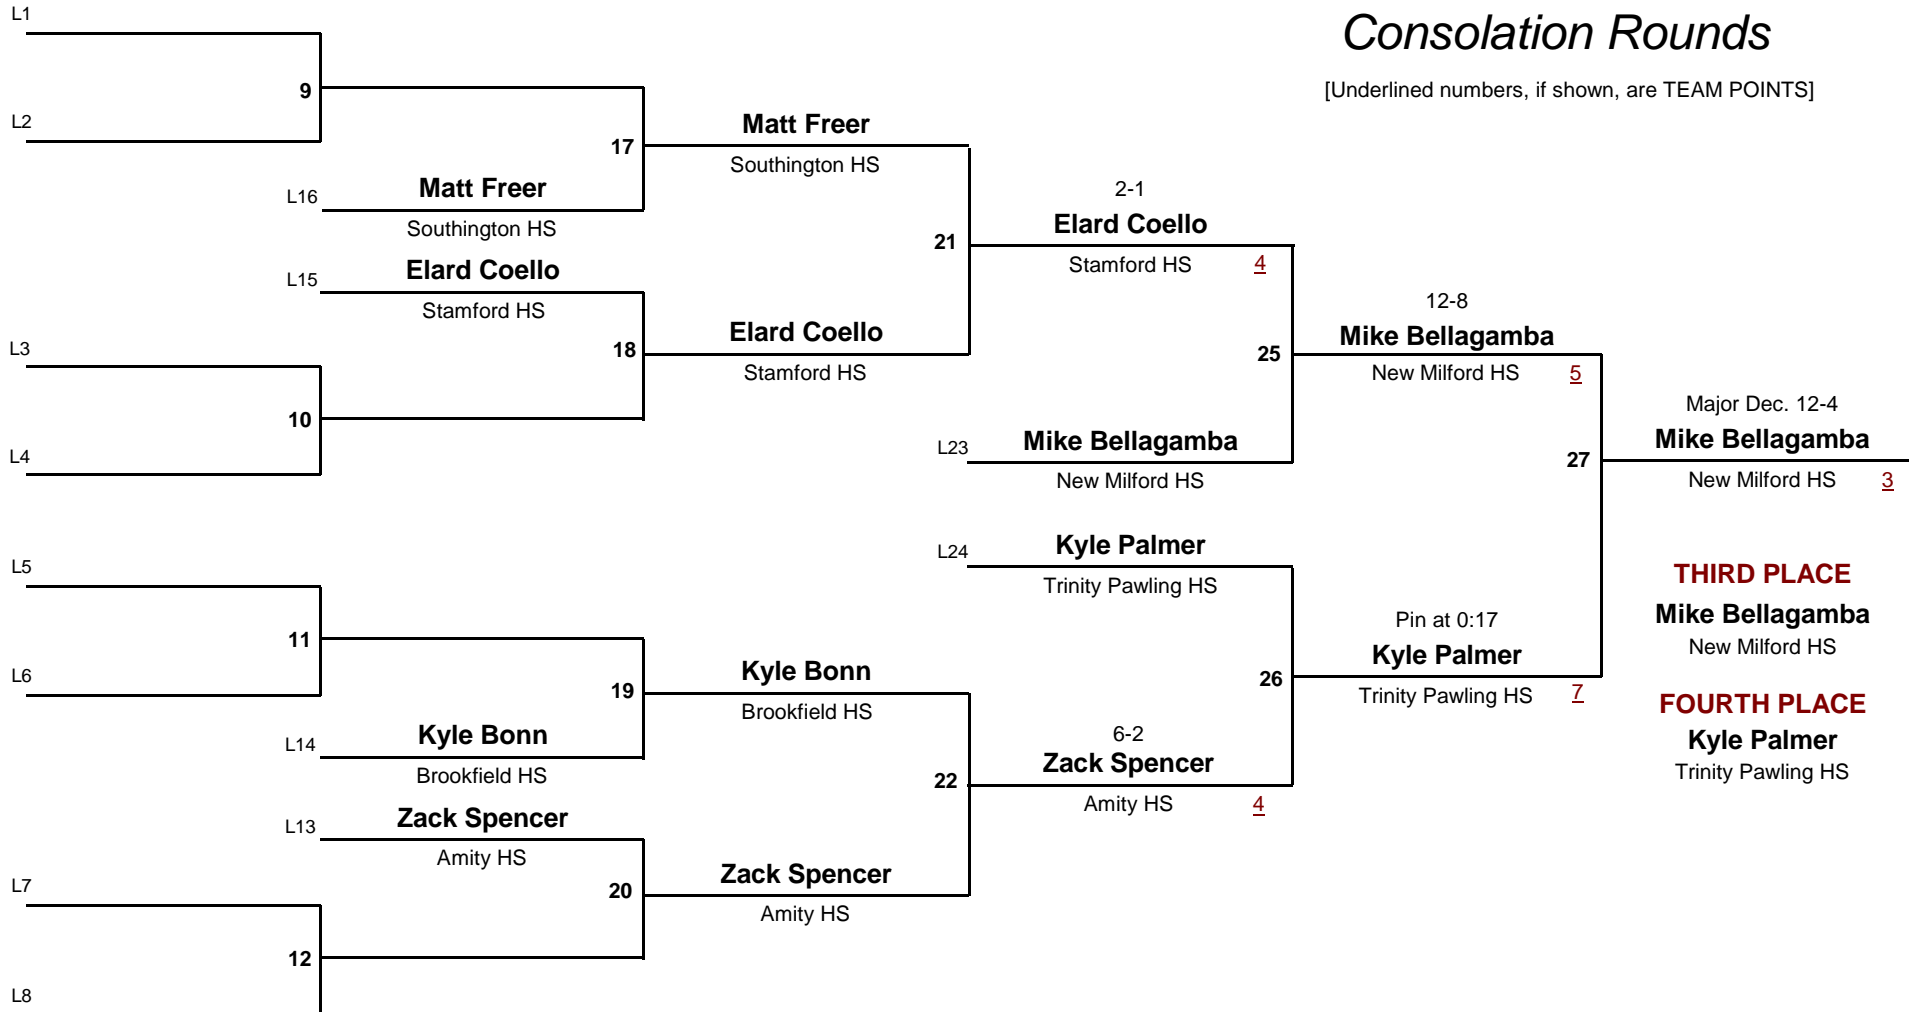 Consolation Rounds
[Underlined numbers, if shown, are TEAM POINTS]
L1
9
L2
17
Matt Freer
Southington HS
L16
Matt Freer
Southington HS
21
2-1
Elard Coello
Stamford HS
4
L15
Elard Coello
Stamford HS
18
Elard Coello
Stamford HS
L3
10
L4
25
12-8
Mike Bellagamba
New Milford HS
5
L23
Mike Bellagamba
New Milford HS
27
Major Dec. 12-4
Mike Bellagamba
New Milford HS
3
L24
Kyle Palmer
Trinity Pawling HS
26
Pin at 0:17
Kyle Palmer
Trinity Pawling HS
7
THIRD PLACE
Mike Bellagamba
New Milford HS
FOURTH PLACE
Kyle Palmer
Trinity Pawling HS
L5
11
L6
19
Kyle Bonn
Brookfield HS
L14
Kyle Bonn
Brookfield HS
22
6-2
Zack Spencer
Amity HS
4
L13
Zack Spencer
Amity HS
20
Zack Spencer
Amity HS
L7
12
L8